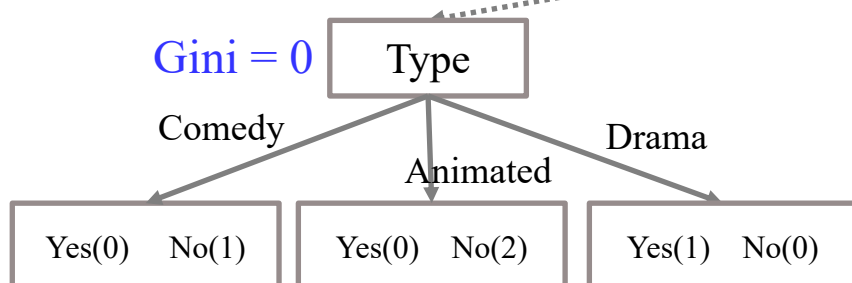 Gini = 0
Type
Comedy
Animated
Drama
Yes(0) No(1)
Yes(0) No(2)
Yes(1) No(0)